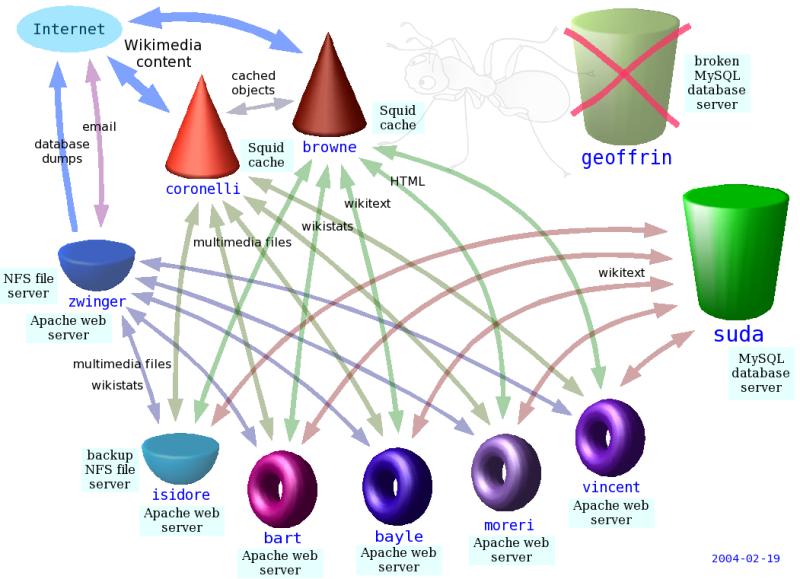 Internet
Wikimedia
content
cached
objects
Squid
cache
browne
Squid
cache
coronelli
broken
MySQL
database
server
geoffrin
email
database
dumps
HTML
wikitext
wikistats
multimedia files
wikitext
NFS file
server
zwinger
Apache web
server
suda
MySQL
database
server
multimedia files
wikistats
backup
NFS file
server
isidore
Apache web
server
bart
Apache web
server
bayle
Apache web
server
moreri
Apache web
server
vincent
Apache web
server
2004-02-19